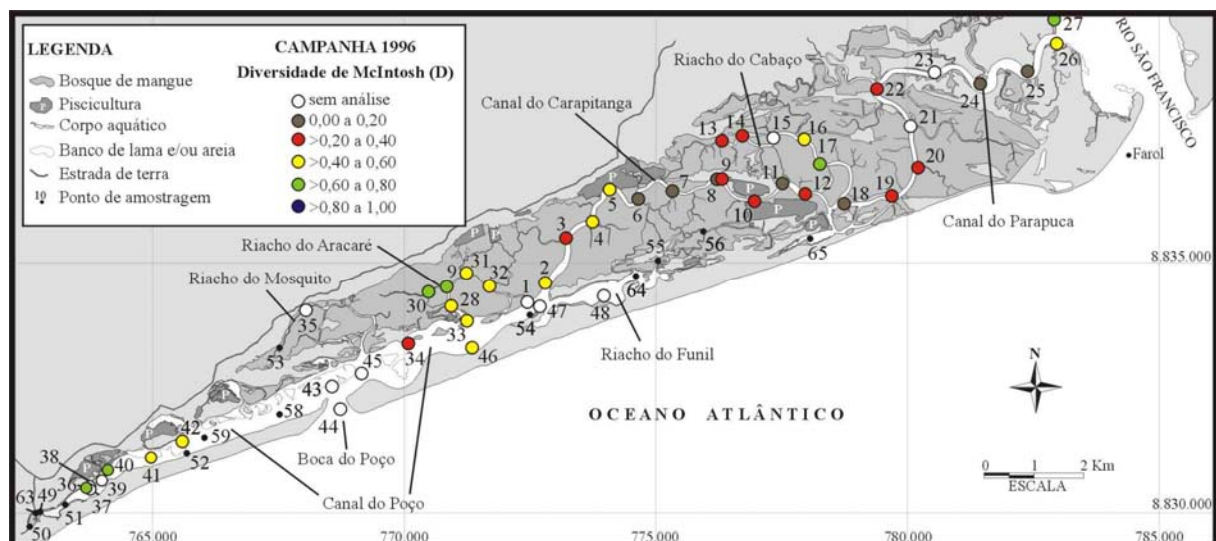 LEGENDA
Bosque de mangue
P
Piscicultura
Corpo aquático
Banco de lama e/ou areia
Estrada de terra
10
Ponto de amostragem
CAMPANHA 1996
Diversidade de McIntosh (D)
sem análise
0,00 a 0,20
>0,20 a 0,40
>0,40 a 0,60
>0,60 a 0,80
>0,80 a 1,00
27
RIO SÃO FRANCISCO
26
Riacho do Cabaço
23
22
24
25
Canal do Carapitanga
13
14
15
16
21
17
Farol
9
7
8
11
12
20
5
6
10
P
18
19
Canal do Parapuca
P
P
3
4
56
55
65
Riacho do Aracaré
8.835.000
9
31
32
2
64
Riacho do Mosquito
30
28
1
47
48
35
33
54
53
34
46
Riacho do Funil
N
45
43
OCEANO ATLÂNTICO
P
58
44
P
42
59
Boca do Poço
38
40
41
52
0 1 2 Km
ESCALA
P
36
39
Canal do Poço
63
49
37
51
50
8.830.000
765.000
770.000
775.000
780.000
785.000